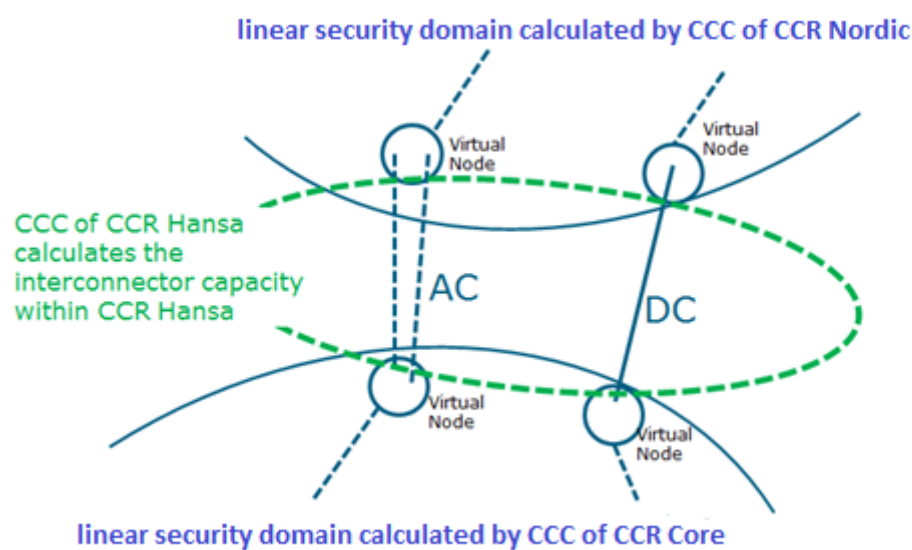 linear security domain calculated by CCC of CCR Nordic
Virtual
Node
Virtual
Node
CCC of CCR Hansa
calculates the
interconnector capacity
within CCR Hansa
AC
DC
Virtual
Node
Virtual
Node
linear security domain calculated by CCC of CCR Core